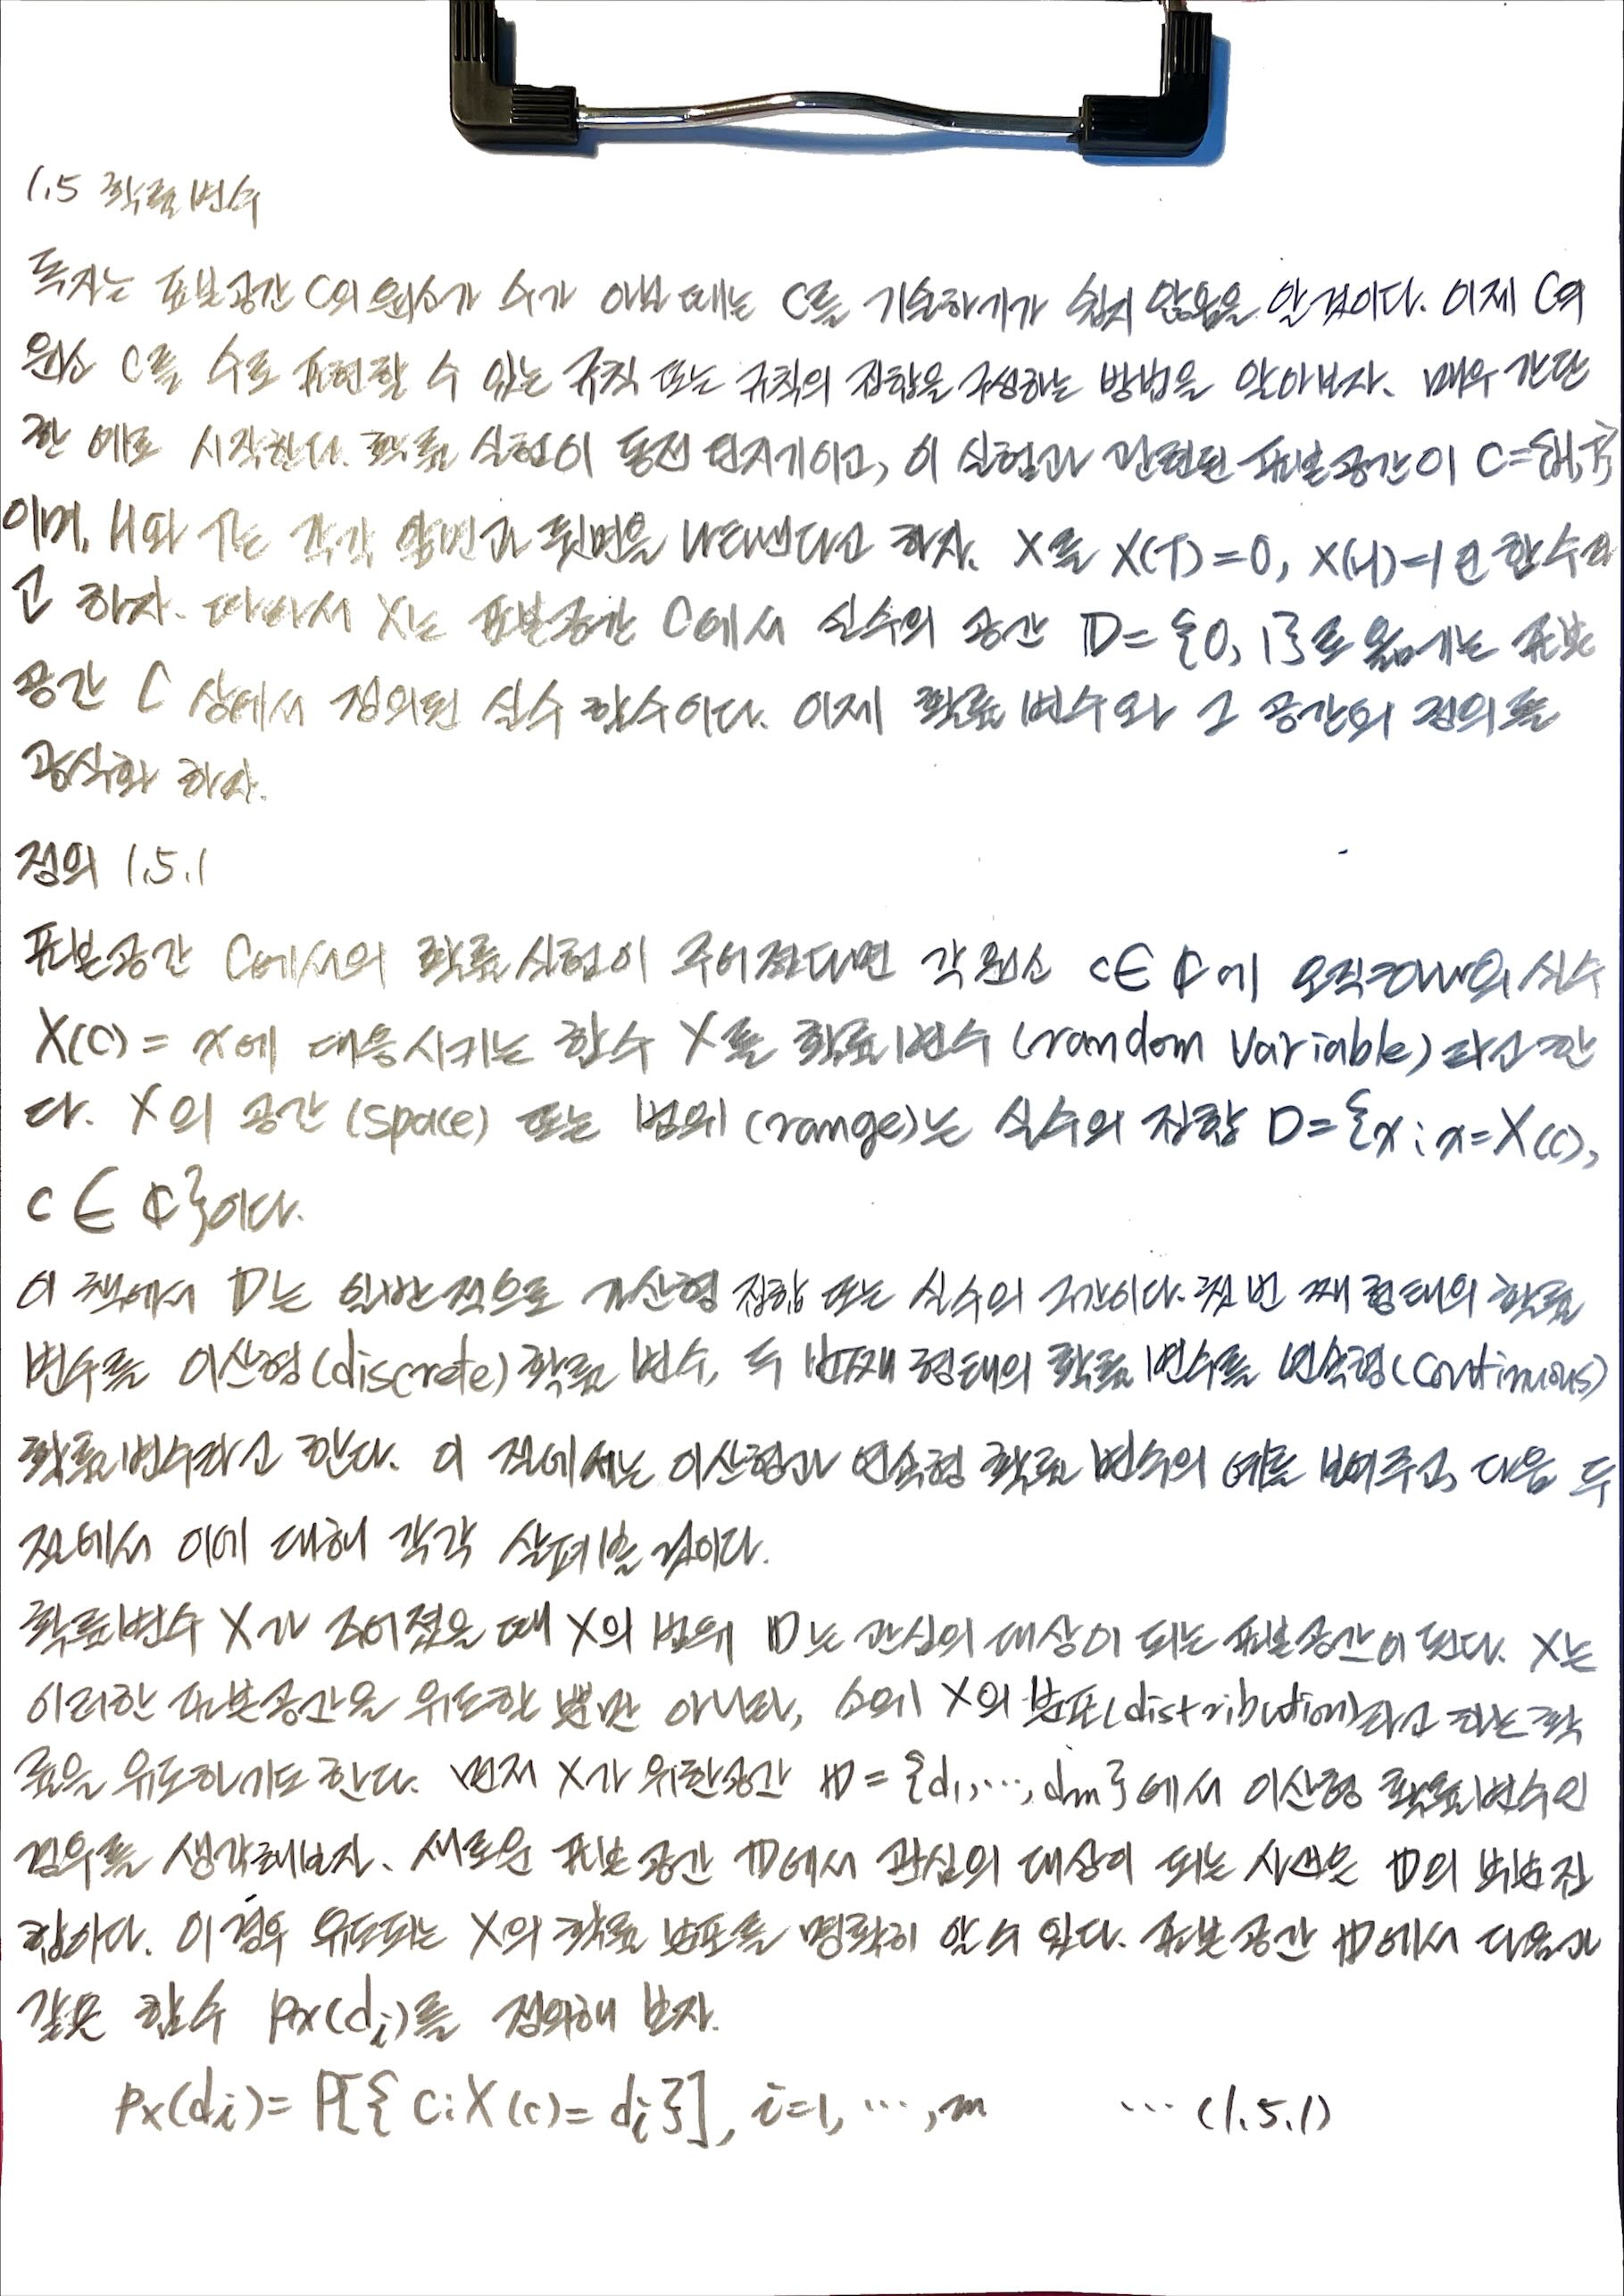 1.5 확률변수
독자는 표본공간 C의 원소가 수가 아닐 때는 C를 기술하기가 쉽지 않음을 알 것이다. 이제 C의
원소 C를 수로 표현할 수 있는 규칙 또는 규칙의 집합을 구성하는 방법을 알아보자. 매우 간단
한 예로 시작한다. 확률 실험이 동전 던지기이고, 이 실험과 관련된 표본공간이 C={H,T}
이며, H와 T는 각각 앞면과 뒷면을 나타낸다고 하자. X를 X(T)=0, X(H)=1인 함수라
고 하자. 따라서 X는 표본공간 C에서 실수의 공간 D={0, 1}로 옮기는 표본
공간 C 상에서 정의된 실수 함수이다. 이제 확률 변수와 그 공간의 정의를
공식화 하자.
정의 1.5.1
표본공간 C에서의 확률실험이 주어졌다면 각 원소 c∈ℂ에 오직 하나의 실수
X(c) = x에 대응시키는 함수 X를 확률변수(random variable)라고 한
다. X의 공간(space) 또는 범위(range)는 실수의 집합 D={x : x=X(c),
c∈ℂ}이다.
이 책에서 D는 일반적으로 가산형 집합 또는 실수의 구간이다. 첫 번 째 형태의 확률
변수를 이산형(discrete) 확률 변수, 두 번째 형태의 확률 변수를 연속형(continuous)
확률변수라고 한다. 이 절에서는 이산형과 연속형 확률 변수의 예를 보여주고, 다음 두
절에서 이에 대해 각각 살펴볼 것이다.
확률변수 X가 주어졌을 때 X의 범위 D는 관심의 대상이 되는 표본공간이 된다. X는
이러한 표본공간을 유도할 뿐만 아니라, 소위 X의 분포(distribution)라고 하는 확
률을 유도하기도 한다. 먼저 X가 유한공간 D={d₁,⋯,dm}에서 이산형 확률변수인
경우를 생각해보자. 새로운 표본 공간 D에서 관심의 대상이 되는 사건은 D의 부분집
합이다. 이 경우 유도되는 X의 확률 분포를 명확히 알 수 있다. 표본 공간 D에서 다음과
같은 함수 px(di)를 정의해 보자.
px(di)= P[{c:X(c)=di}], i=1,⋯,m ⋯ (1.5.1)